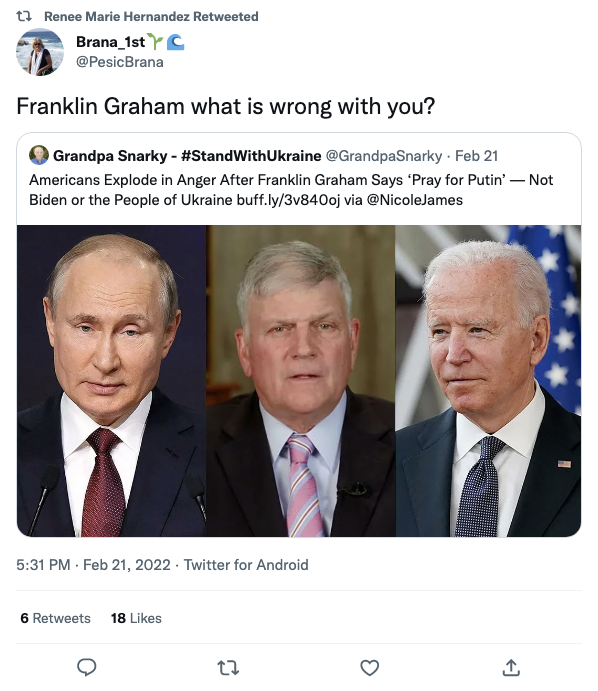 Renee Marie Hernandez Retweeted
Brana_1st🌱🌊
@PesicBrana
Franklin Graham what is wrong with you?
Grandpa Snarky - #StandWithUkraine @GrandpaSnarky · Feb 21
Americans Explode in Anger After Franklin Graham Says ‘Pray for Putin’ — Not
Biden or the People of Ukraine buff.ly/3v840oj via @NicoleJames
5:31 PM · Feb 21, 2022 · Twitter for Android
6 Retweets 18 Likes